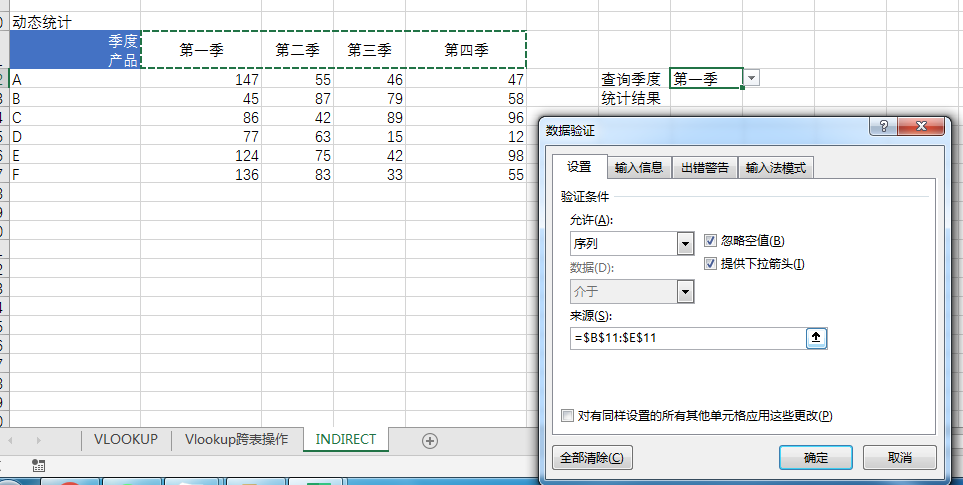 动态统计
季度 第一季 第二季 第三季 第四季
产品
A 147 55 46 47
B 45 87 79 58
C 86 42 89 96
D 77 63 15 12
E 124 75 42 98
F 136 83 33 55
查询季度 第一季
统计结果
数据验证
设置 输入信息 出错警告 输入法模式
验证条件
允许(A):
序列 忽略空值(B)
数据(D): 提供下拉箭头(I)
介于
来源(S):
=$B$11:$E$11
对有同样设置的所有其他单元格应用这些更改(P)
全部清除(C) 确定 取消
VLOOKUP Vlookup跨表操作 INDIRECT